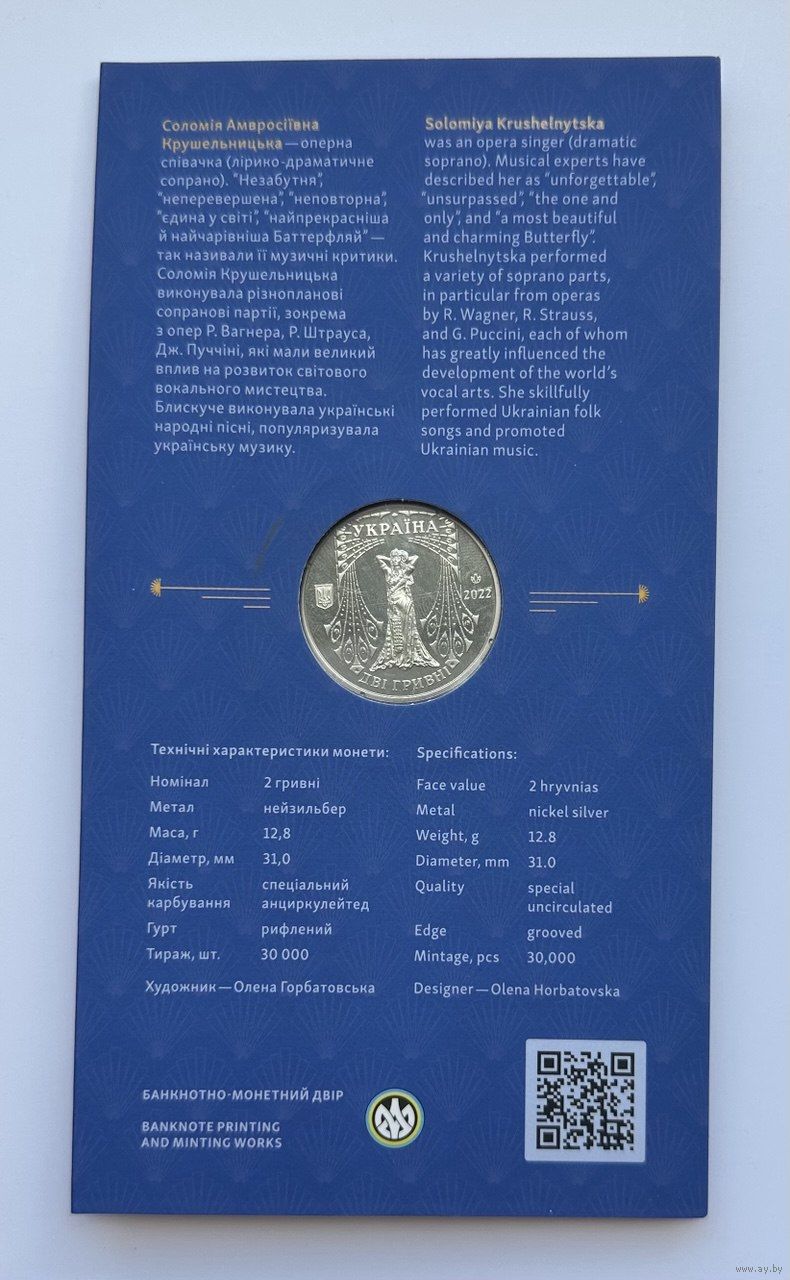 Соломія Амвросіївна
Крушельницька — оперна
співачка (лірико-драматичне
сопрано). "Незабутня",
"неперевершена", "неповторна",
"єдина у світі", "найпрекрасніша
й найчарівніша Баттерфляй" —
так називали її музичні критики.
Соломія Крушельницька
виконувала різнопланові
сопранові партії, зокрема
з опер Р. Вагнера, Р. Штрауса,
Дж. Пуччіні, які мали великий
вплив на розвиток світового
вокального мистецтва.
Блискуче виконувала українські
народні пісні, популяризувала
українську музику.
Solomiya Krushelnytska
was an opera singer (dramatic
soprano). Musical experts have
described her as "unforgettable",
"unsurpassed", "the one and
only", and "a most beautiful
and charming Butterfly".
Krushelnytska performed
a variety of soprano parts,
in particular from operas
by R. Wagner, R. Strauss,
and G. Puccini, each of whom
has greatly influenced the
development of the world's
vocal arts. She skillfully
performed Ukrainian folk
songs and promoted
Ukrainian music.
УКРАЇНА
2022
ДВІ ГРИВНІ
Технічні характеристики монети:
Номінал 2 гривні
Метал нейзильбер
Маса, г 12,8
Діаметр, мм 31,0
Якість спеціальний
карбування анциркулейтед
Гурт рифлений
Тираж, шт. 30 000
Художник — Олена Горбатовська
Specifications:
Face value 2 hryvnias
Metal nickel silver
Weight, g 12.8
Diameter, mm 31.0
Quality special
uncirculated
Edge grooved
Mintage, pcs 30,000
Designer — Olena Horbatovska
БАНКНОТНО-МОНЕТНИЙ ДВІР
BANKNOTE PRINTING
AND MINTING WORKS
www.ay.by